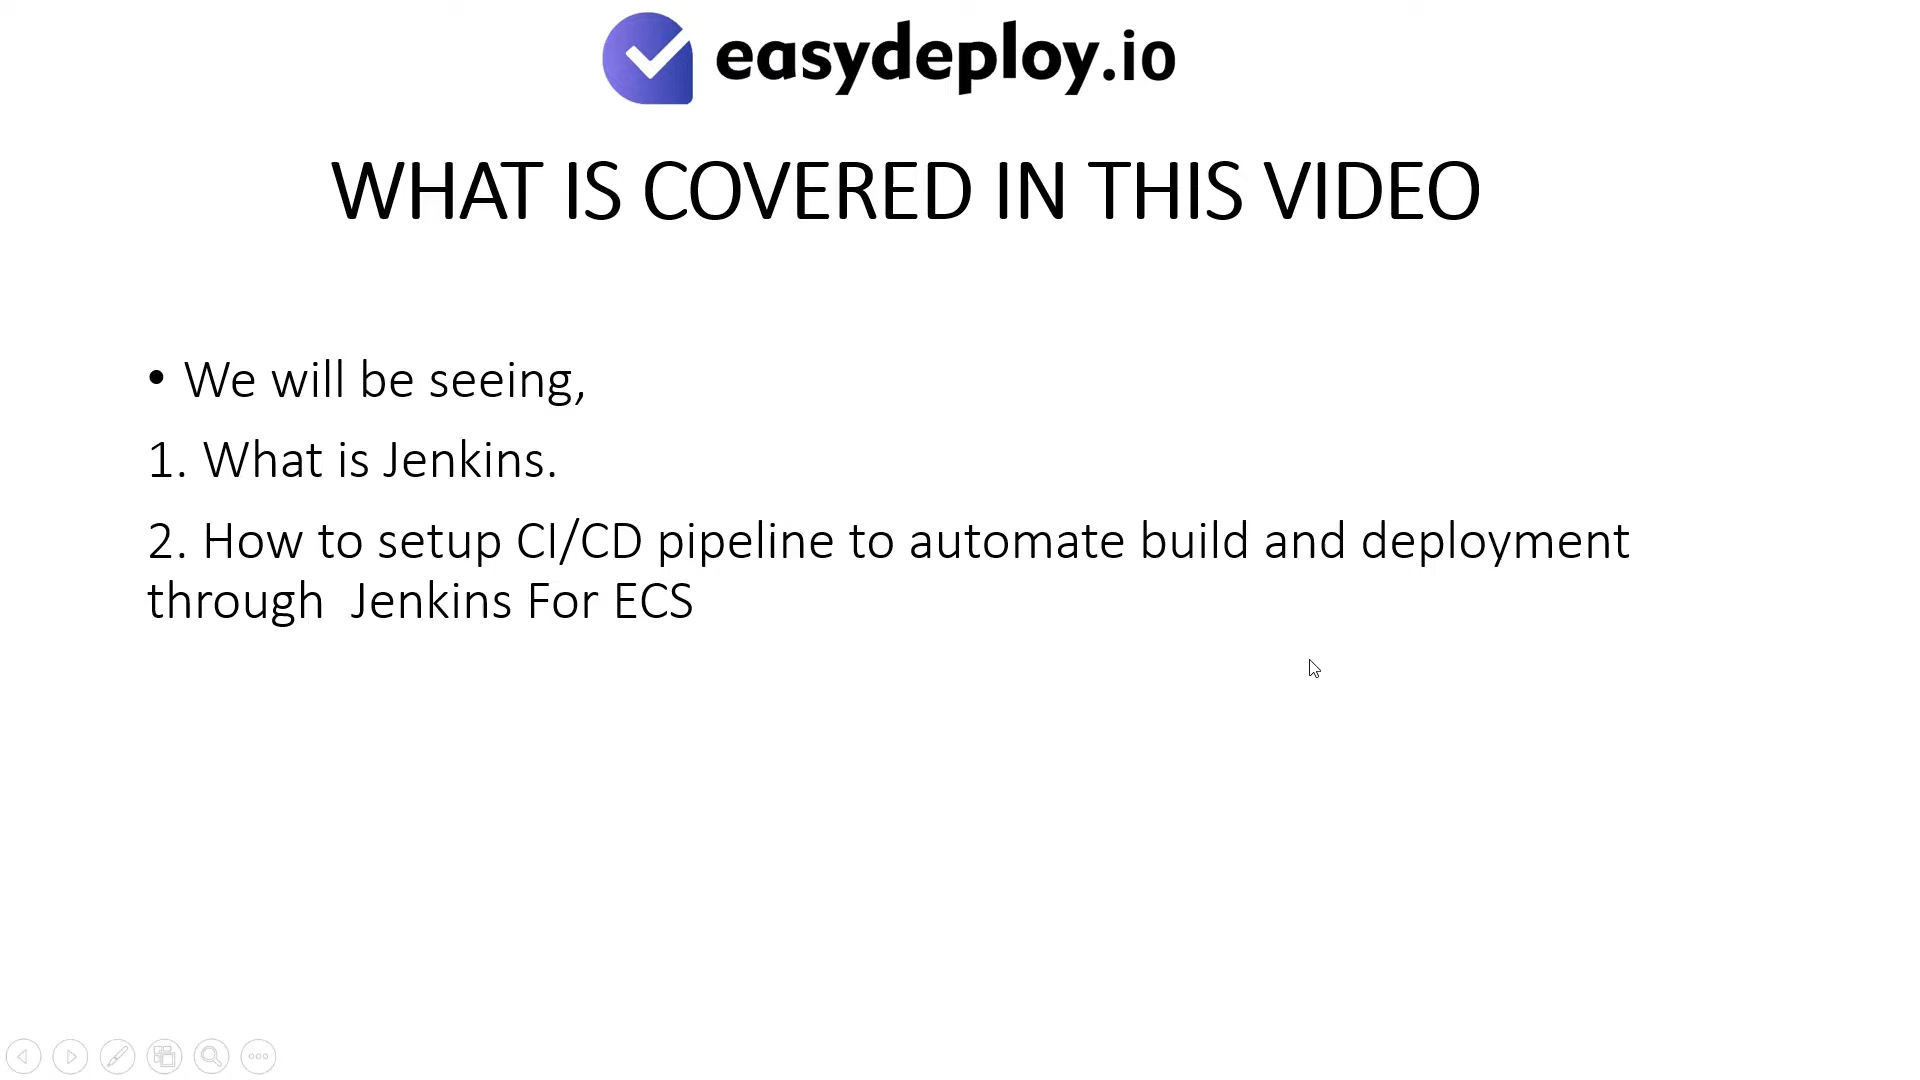 easydeploy.io
WHAT IS COVERED IN THIS VIDEO
• We will be seeing,
1. What is Jenkins.
2. How to setup CI/CD pipeline to automate build and deployment
through  Jenkins For ECS